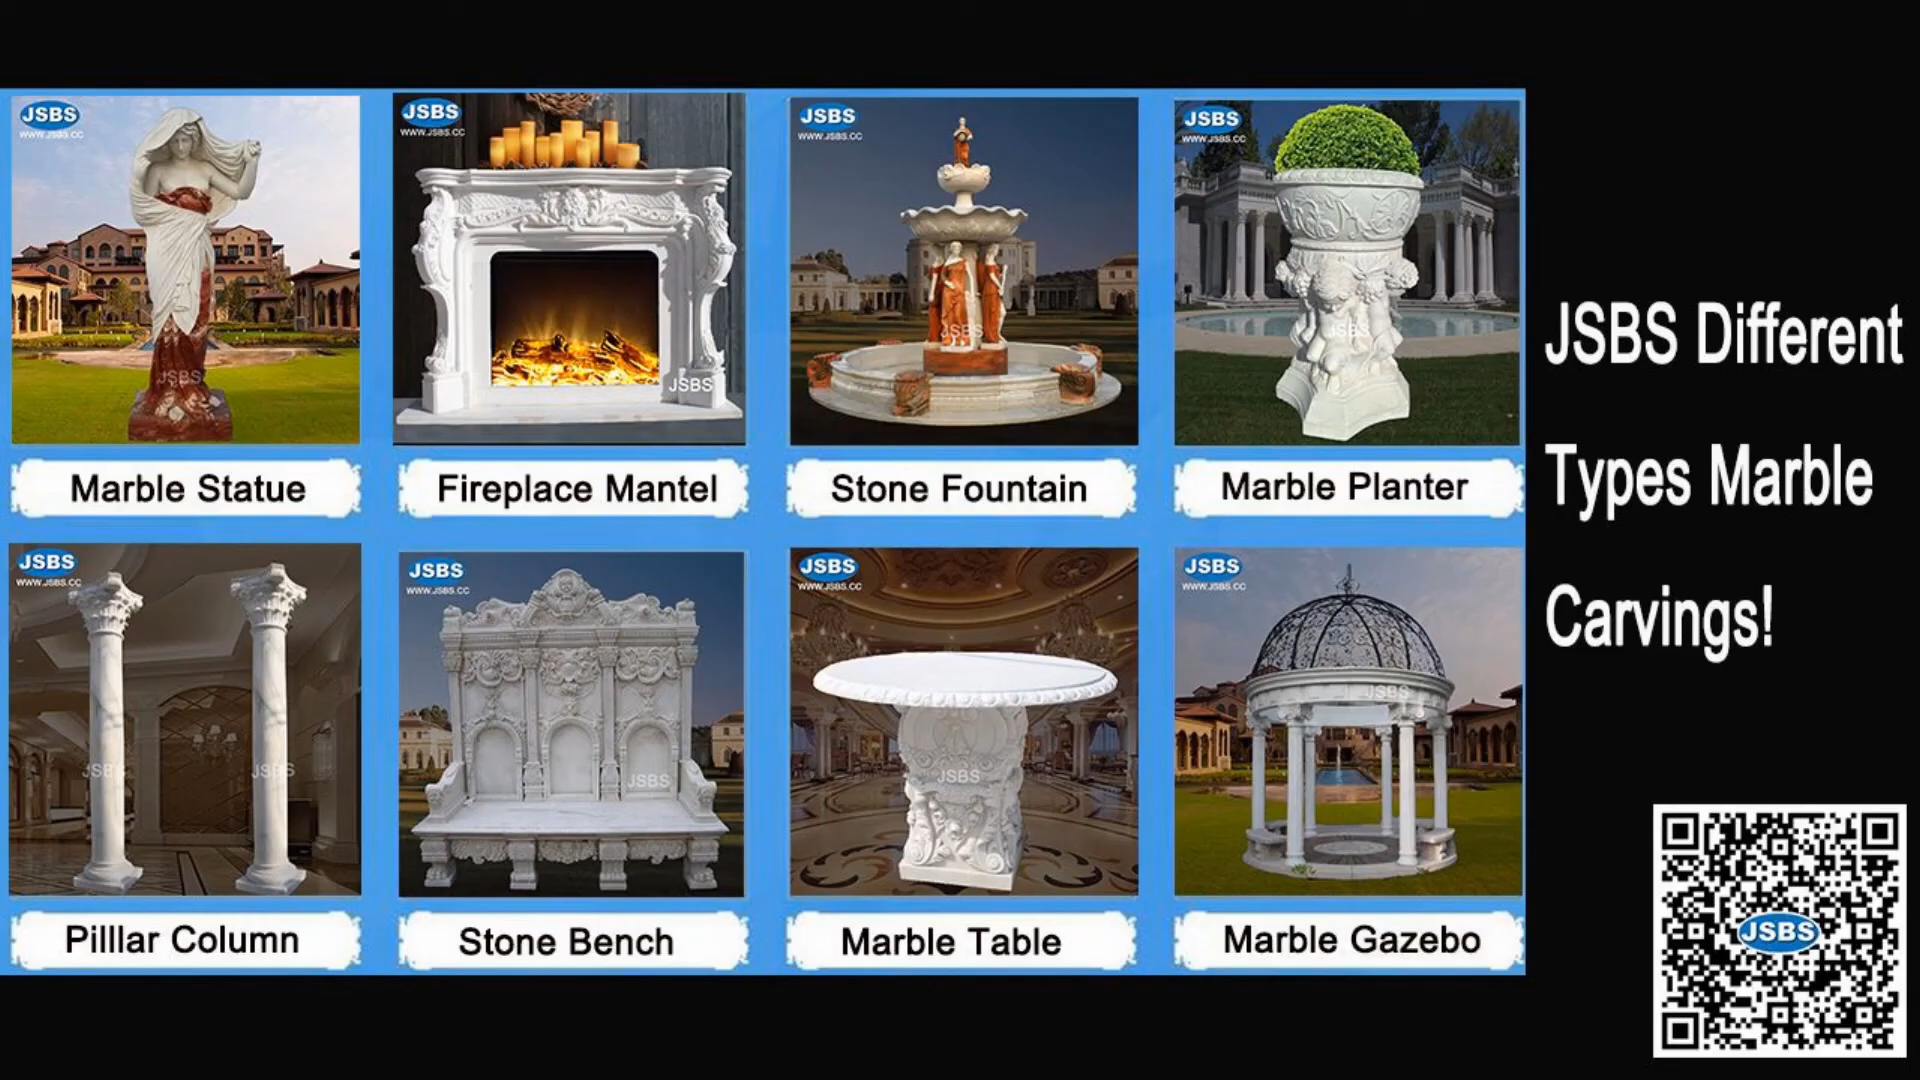 JSBS
WWW.JSBS.CC
JSBS
JSBS
WWW.JSBS.CC
JSBS
JSBS
WWW.JSBS.CC
JSBS
JSBS
WWW.JSBS.CC
JSBS
Marble Statue
Fireplace Mantel
Stone Fountain
Marble Planter
JSBS
WWW.JSBS.CC
JSBS
JSBS
JSBS
WWW.JSBS.CC
JSBS
JSBS
WWW.JSBS.CC
JSBS
JSBS
WWW.JSBS.CC
JSBS
Pilllar Column
Stone Bench
Marble Table
Marble Gazebo
JSBS Different
Types Marble
Carvings!
JSBS